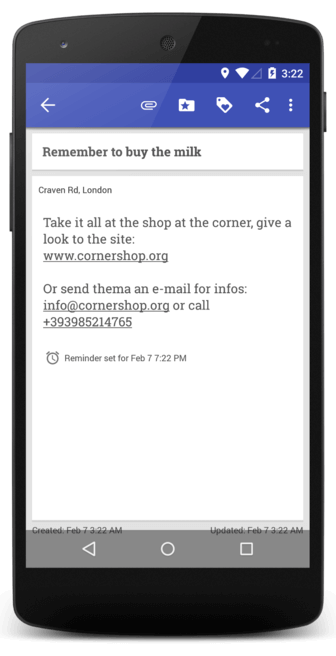 3:22
Remember to buy the milk
Craven Rd, London
Take it all at the shop at the corner, give a
look to the site:
www.cornershop.org
Or send thema an e-mail for infos:
info@cornershop.org or call
+393985214765
Reminder set for Feb 7 7:22 PM
Created: Feb 7 3:22 AM Updated: Feb 7 3:22 AM